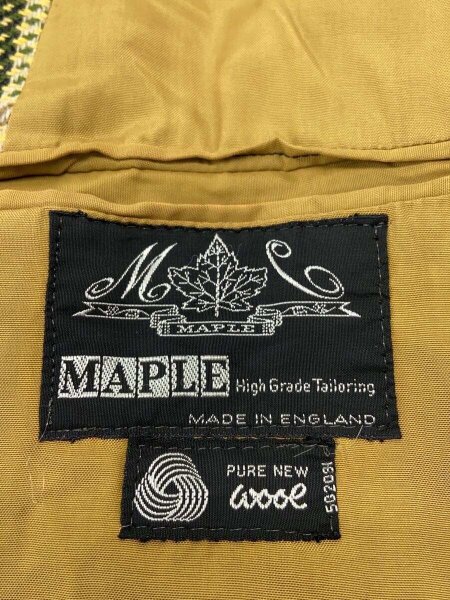 M C
MAPLE
MAPLE High Grade Tailoring
MADE IN ENGLAND
PURE NEW
wool
502091